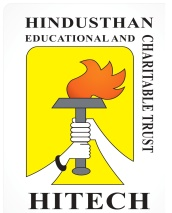 HINDUSTHAN
EDUCATIONAL AND
CHARITABLE TRUST
HITECH